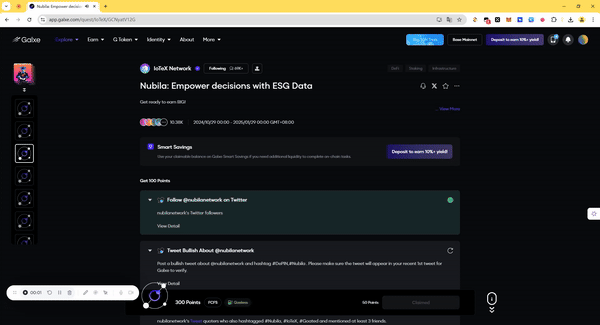 Nubila: Empower decisions
app.galxe.com/quest/IoTeX/GCNyatV12G
Galxe
Explore
Earn
G Token
Identity
About
More
Base Mainnet
Deposit to earn 10%+ yield!
IoTeX Network
Following
DeFi
Staking
Infrastructure
Nubila: Empower decisions with ESG Data
Get ready to earn BIG!
View More
10.38K
2024/10/29 00:00 - 2025/01/29 00:00 GMT+08:00
Smart Savings
Use your claimable balance on Galxe Smart Savings if you need additional liquidity to complete on-chain tasks.
Deposit to earn 10%+ yield!
Get 100 Points
Follow @nubilanetwork on Twitter
nubilanetwork's Twitter followers
View Detail
Tweet Bullish About @nubilanetwork
Post a bullish tweet about @nubilanetwork and hashtag #DePIN,#Nubila . Please make sure the tweet will appear in your recent 1st tweet for
Galxe to verify.
Detail
00:01
300 Points
Gasless
50 Points
Claimed
nubilanetwork's Tweet quoters who also hashtagged #Nubila, #IoTeX, #Goated and mentioned at least 3 friends.